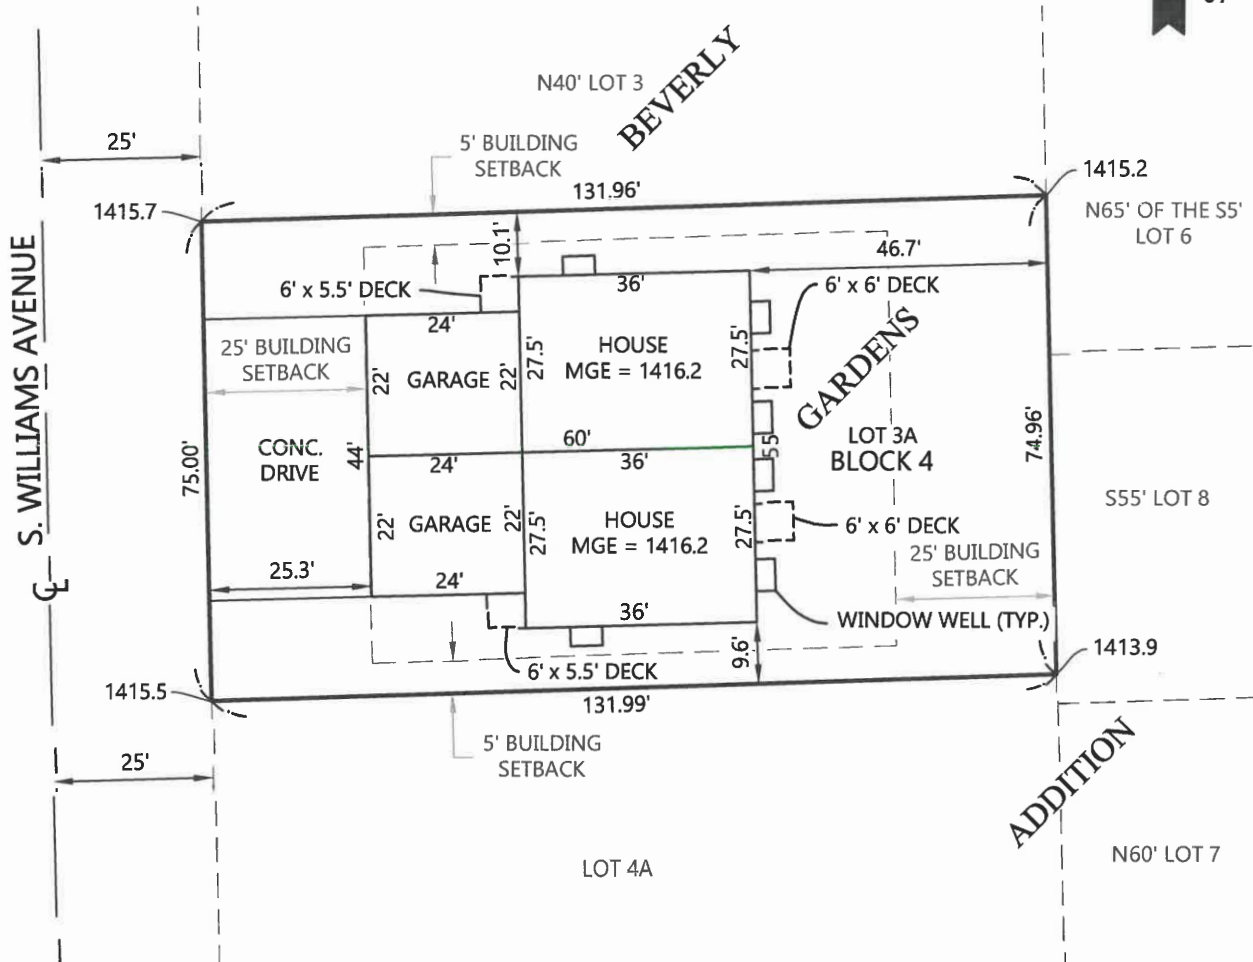 N40' LOT 3
BEVERLY
25'
5' BUILDING
SETBACK
131.96'
1415.2
1415.7
N65' OF THE S5'
LOT 6
10.1'
46.7'
6' x 5.5' DECK
36'
6' x 6' DECK
24'
S. WILLIAMS AVENUE
25' BUILDING
SETBACK
22'
GARAGE
22'
27.5'
HOUSE
MGE = 1416.2
27.5'
GARDENS
75.00'
CONC.
DRIVE
44'
60'
55
LOT 3A
BLOCK 4
74.96'
24'
36'
22'
GARAGE
22'
27.5'
HOUSE
MGE = 1416.2
27.5'
6' x 6' DECK
S55' LOT 8
25' BUILDING
SETBACK
25.3'
24'
36'
WINDOW WELL (TYP.)
CL
9.6'
1413.9
6' x 5.5' DECK
1415.5
131.99'
5' BUILDING
SETBACK
25'
ADDITION
LOT 4A
N60' LOT 7